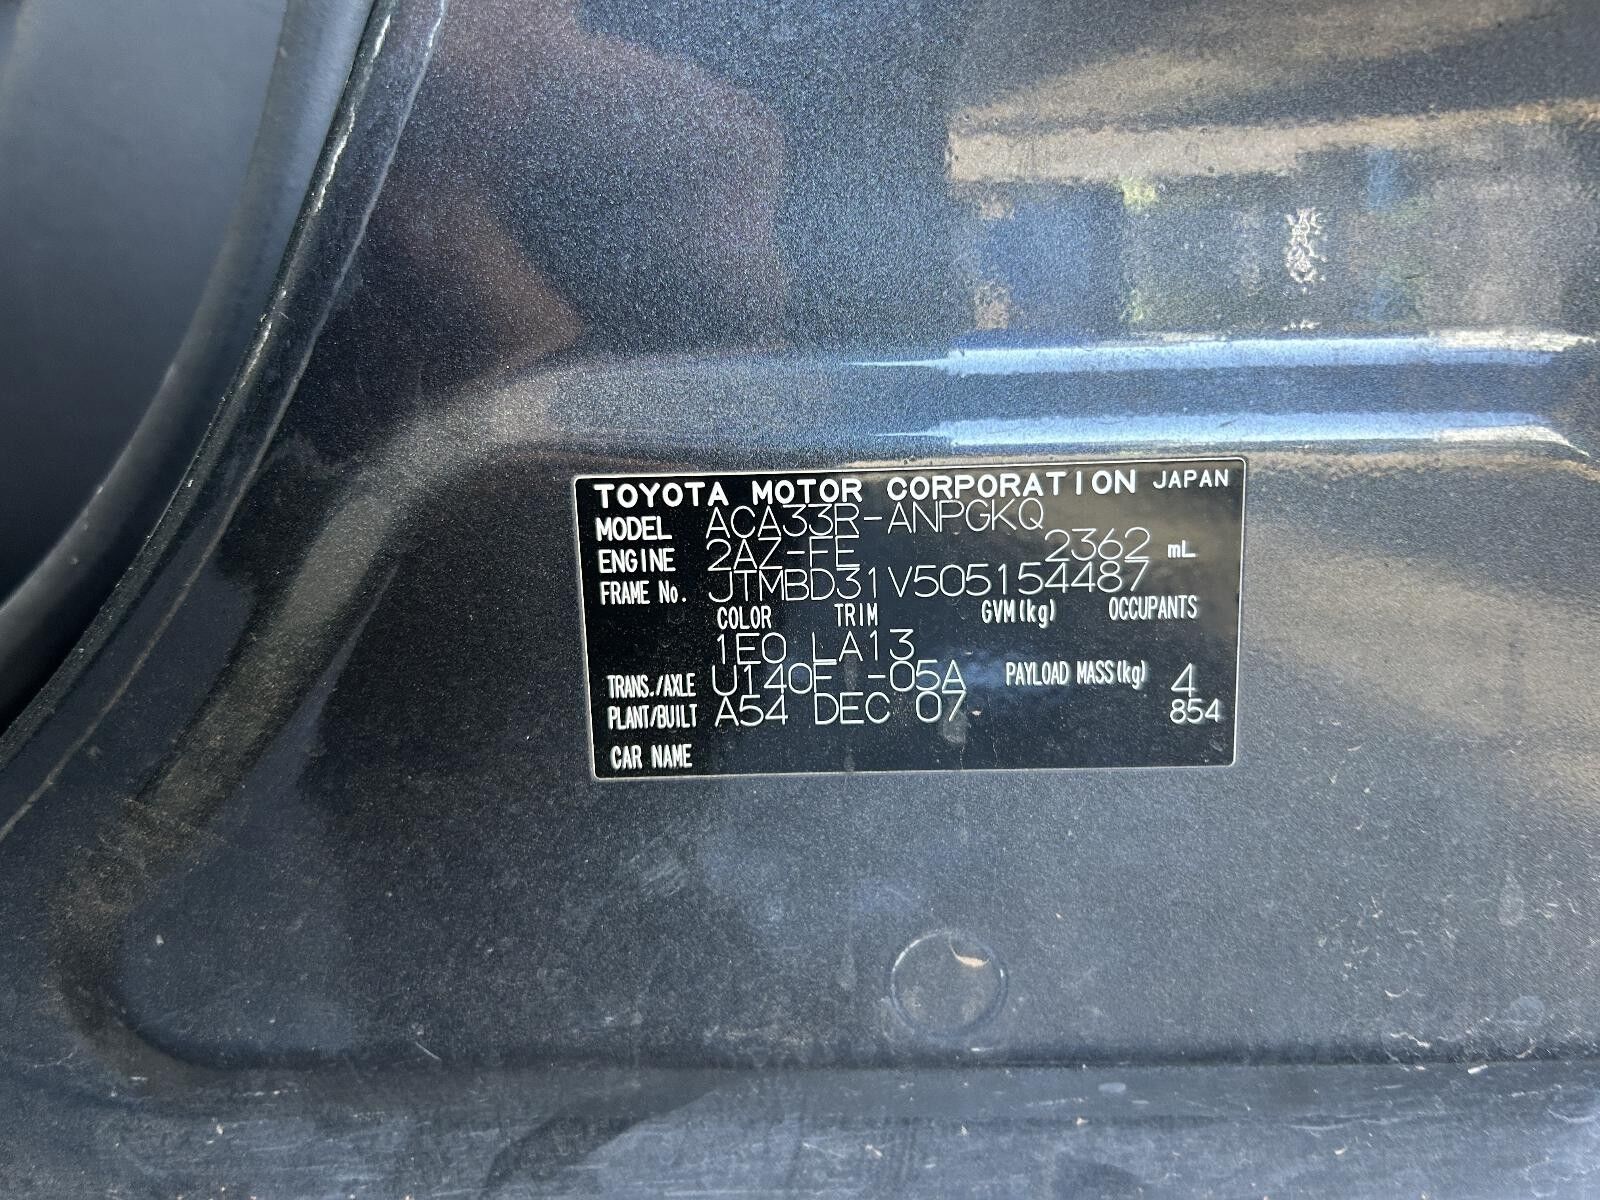 TOYOTA MOTOR CORPORATION JAPAN
MODEL ACA33R-ANPGKQ
ENGINE 2AZ-FE 2362 mL
FRAME No. JTMBD31V505154487
COLOR TRIM GVM(kg) OCCUPANTS
1E0 LA13
TRANS./AXLE U140F -05A PAYLOAD MASS(kg) 4
PLANT/BUILT A54 DEC 07 854
CAR NAME